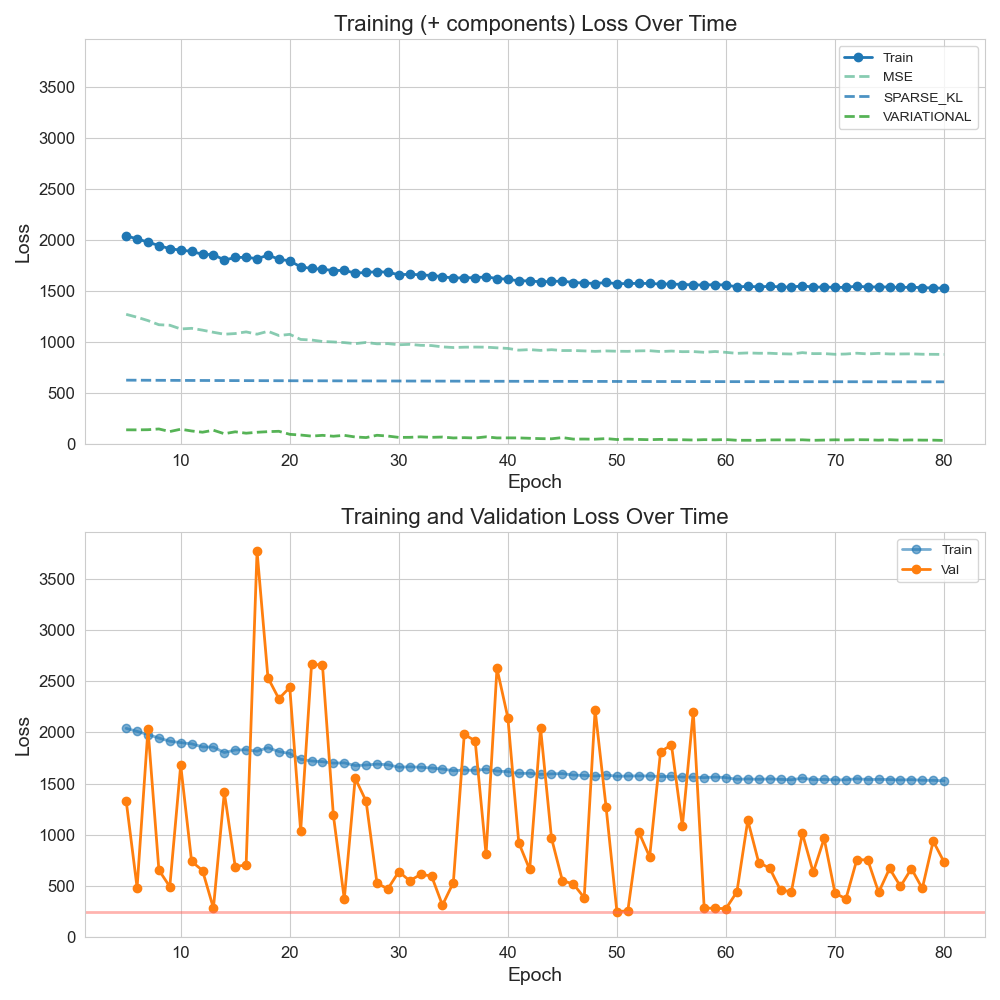 Training (+ components) Loss Over Time
Loss
3500
3000
2500
2000
1500
1000
500
0
Train
MSE
SPARSE_KL
VARIATIONAL
10 20 30 40 50 60 70 80
Epoch
Training and Validation Loss Over Time
Loss
3500
3000
2500
2000
1500
1000
500
0
Train
Val
10 20 30 40 50 60 70 80
Epoch